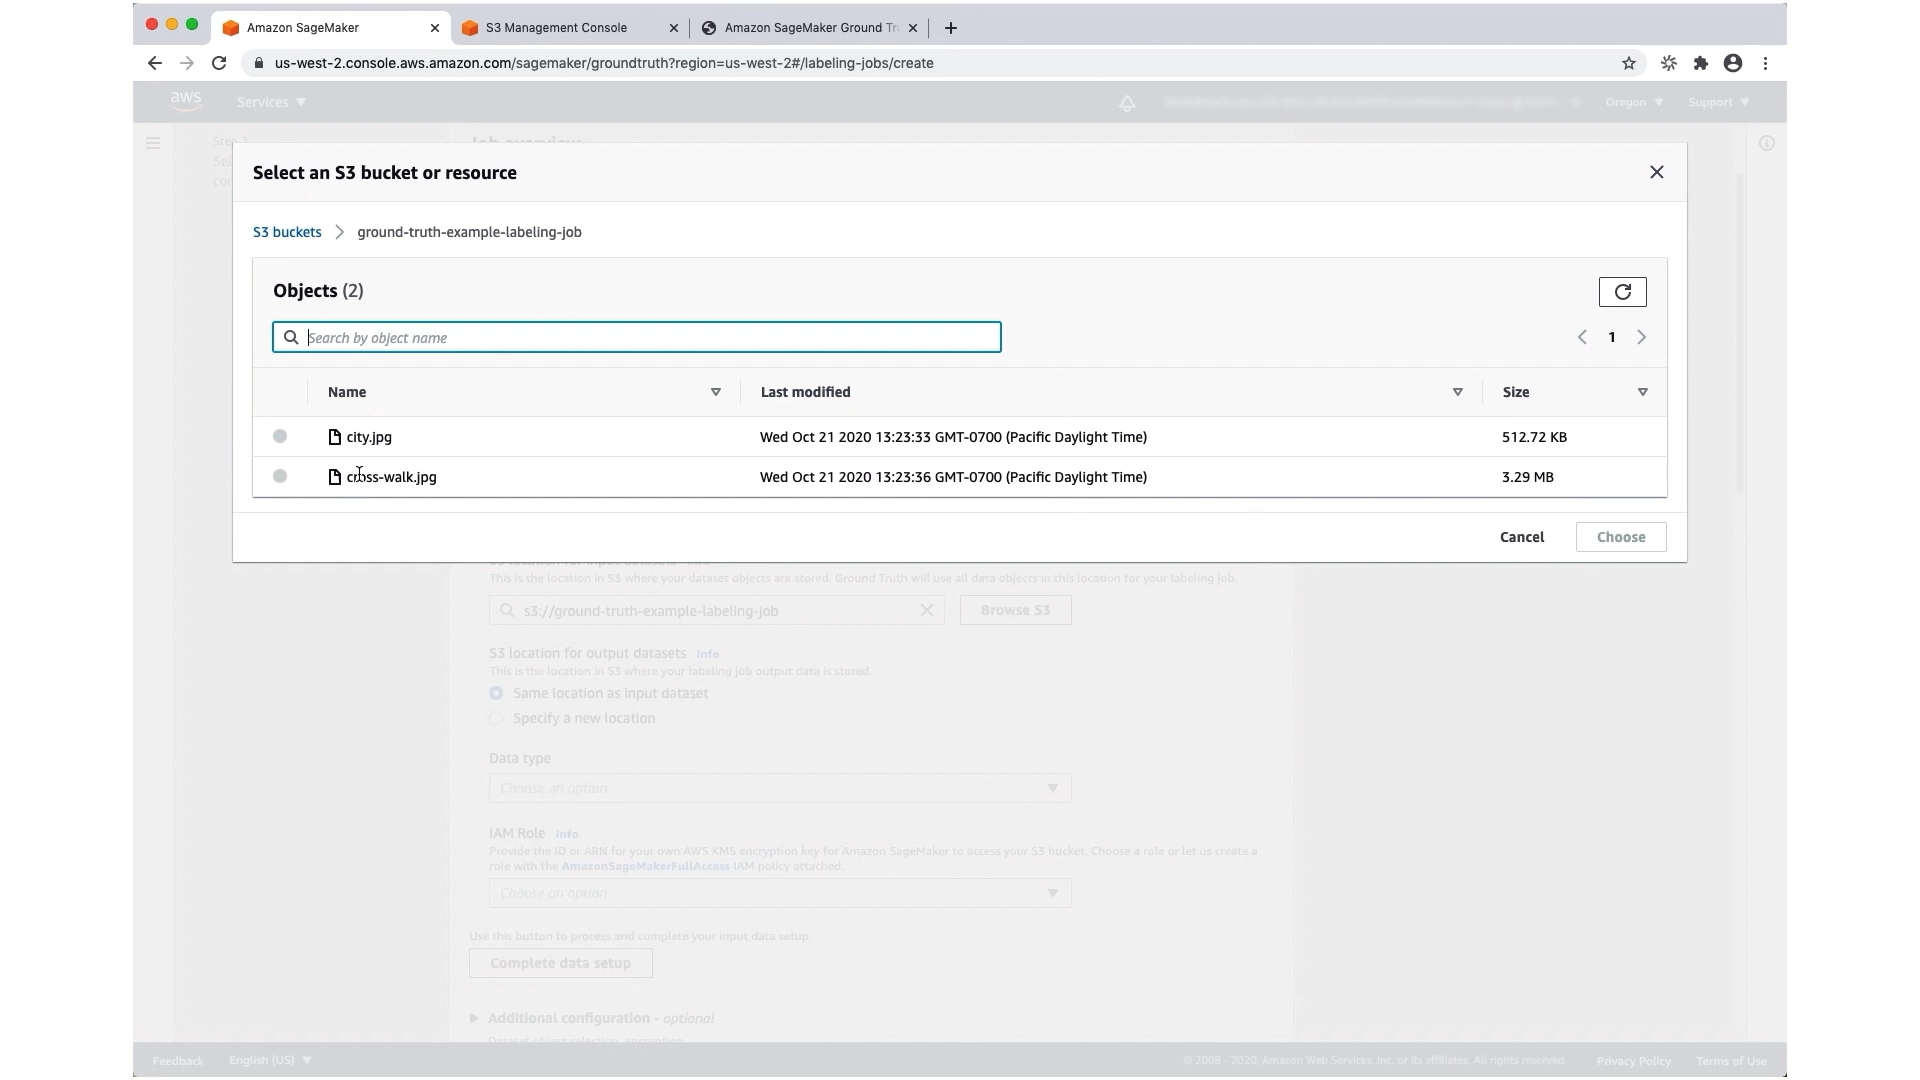 Amazon SageMaker
S3 Management Console
Amazon SageMaker Ground Tr
us-west-2.console.aws.amazon.com/sagemaker/groundtruth?region=us-west-2#/labeling-jobs/create
aws
Services
Oregon
Support
Job overview
Select an S3 bucket or resource
S3 buckets
ground-truth-example-labeling-job
Objects (2)
Search by object name
1
Name
Last modified
Size
city.jpg
Wed Oct 21 2020 13:23:33 GMT-0700 (Pacific Daylight Time)
512.72 KB
cross-walk.jpg
Wed Oct 21 2020 13:23:36 GMT-0700 (Pacific Daylight Time)
3.29 MB
Cancel
Choose
S3 location for input datasets Info
This is the location in S3 where your dataset objects are stored. Ground Truth will use all data objects in this location for your labeling job.
s3://ground-truth-example-labeling-job
Browse S3
S3 location for output datasets Info
This is the location in S3 where your labeling job output data is stored.
Same location as input dataset
Specify a new location
Data type
Choose an option
IAM Role Info
Provide the ID or ARN for your own AWS KMS encryption key for Amazon SageMaker to access your S3 bucket. Choose a role or let us create a
role with the AmazonSageMakerFullAccess IAM policy attached.
Choose an option
Use this button to process and complete your input data setup.
Complete data setup
Additional configuration - optional
Dataset object selection, encryption
Feedback
English (US)
© 2008 - 2020, Amazon Web Services, Inc. or its affiliates. All rights reserved.
Privacy Policy
Terms of Use